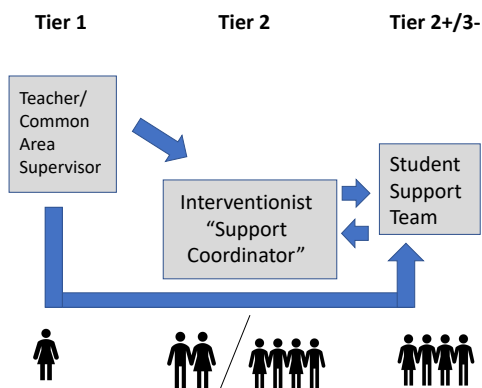 Tier 1
Tier 2
Tier 2+/3-
Teacher/
Common
Area
Supervisor
Interventionist
“Support
Coordinator”
Student
Support
Team